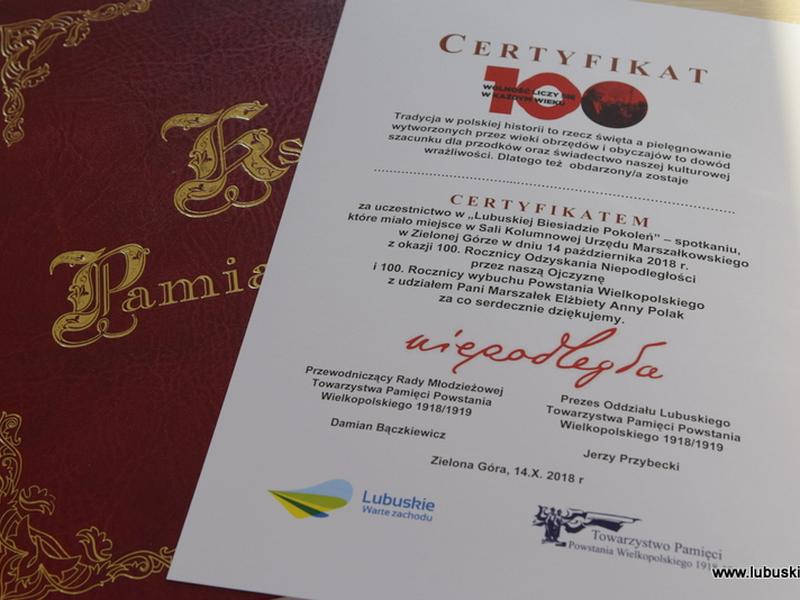 Ks
Pamia
CERTYFIKAT
100
WOLNOŚĆ LICZY SIĘ
W KAŻDYM WIEKU
Tradycja w polskiej historii to rzecz święta a pielęgnowanie
wytworzonych przez wieki obrzędów i obyczajów to dowód
szacunku dla przodków oraz świadectwo naszej kulturowej
wrażliwości. Dlatego też obdarzony/a zostaje
CERTYFIKATEM
za uczestnictwo w „Lubuskiej Biesiadzie Pokoleń” – spotkaniu,
które miało miejsce w Sali Kolumnowej Urzędu Marszałkowskiego
w Zielonej Górze w dniu 14 października 2018 r.
z okazji 100. Rocznicy Odzyskania Niepodległości
przez naszą Ojczyznę
i 100. Rocznicy wybuchu Powstania Wielkopolskiego
z udziałem Pani Marszałek Elżbiety Anny Polak
za co serdecznie dziękujemy.
niepodległa
Przewodniczący Rady Młodzieżowej
Towarzystwa Pamięci Powstania
Wielkopolskiego 1918/1919
Damian Bączkiewicz
Prezes Oddziału Lubuskiego
Towarzystwa Pamięci Powstania
Wielkopolskiego 1918/1919
Jerzy Przybecki
Zielona Góra, 14.X. 2018 r
Lubuskie
Warte zachodu
Towarzystwo Pamięci
Powstania Wielkopolskiego 1918
www.lubuski